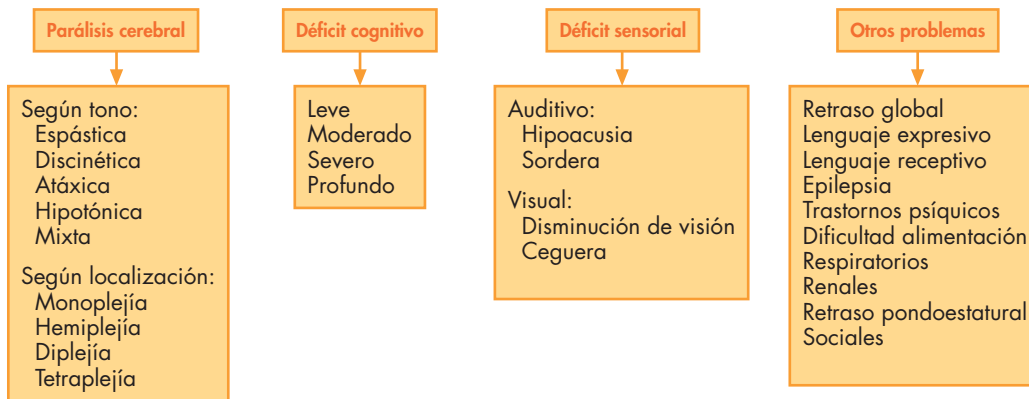 Parálisis cerebral
Según tono:
Espástica
Discinética
Atáxica
Hipotónica
Mixta
Según localización:
Monoplejía
Hemiplejía
Diplejía
Tetraplejía
Déficit cognitivo
Leve
Moderado
Severo
Profundo
Déficit sensorial
Auditivo:
Hipoacusia
Sordera
Visual:
Disminución de visión
Ceguera
Otros problemas
Retraso global
Lenguaje expresivo
Lenguaje receptivo
Epilepsia
Trastornos psíquicos
Dificultad alimentación
Respiratorios
Renales
Retraso pondoestatural
Sociales